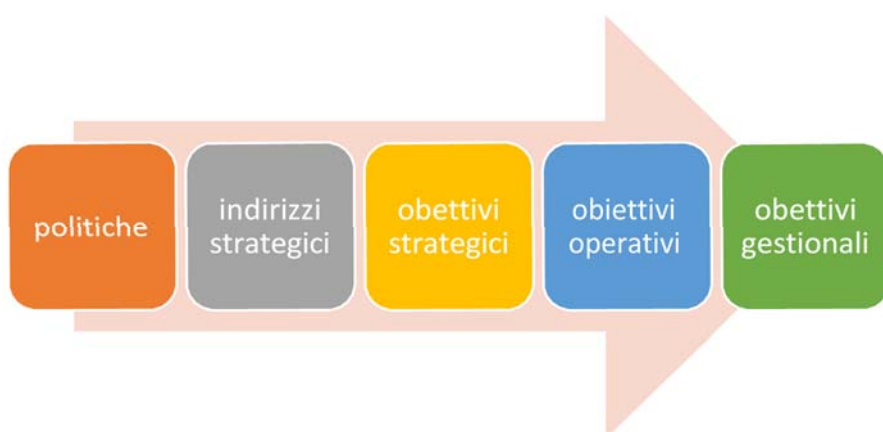 politiche
indirizzi
strategici
obettivi
strategici
obiettivi
operativi
obettivi
gestionali